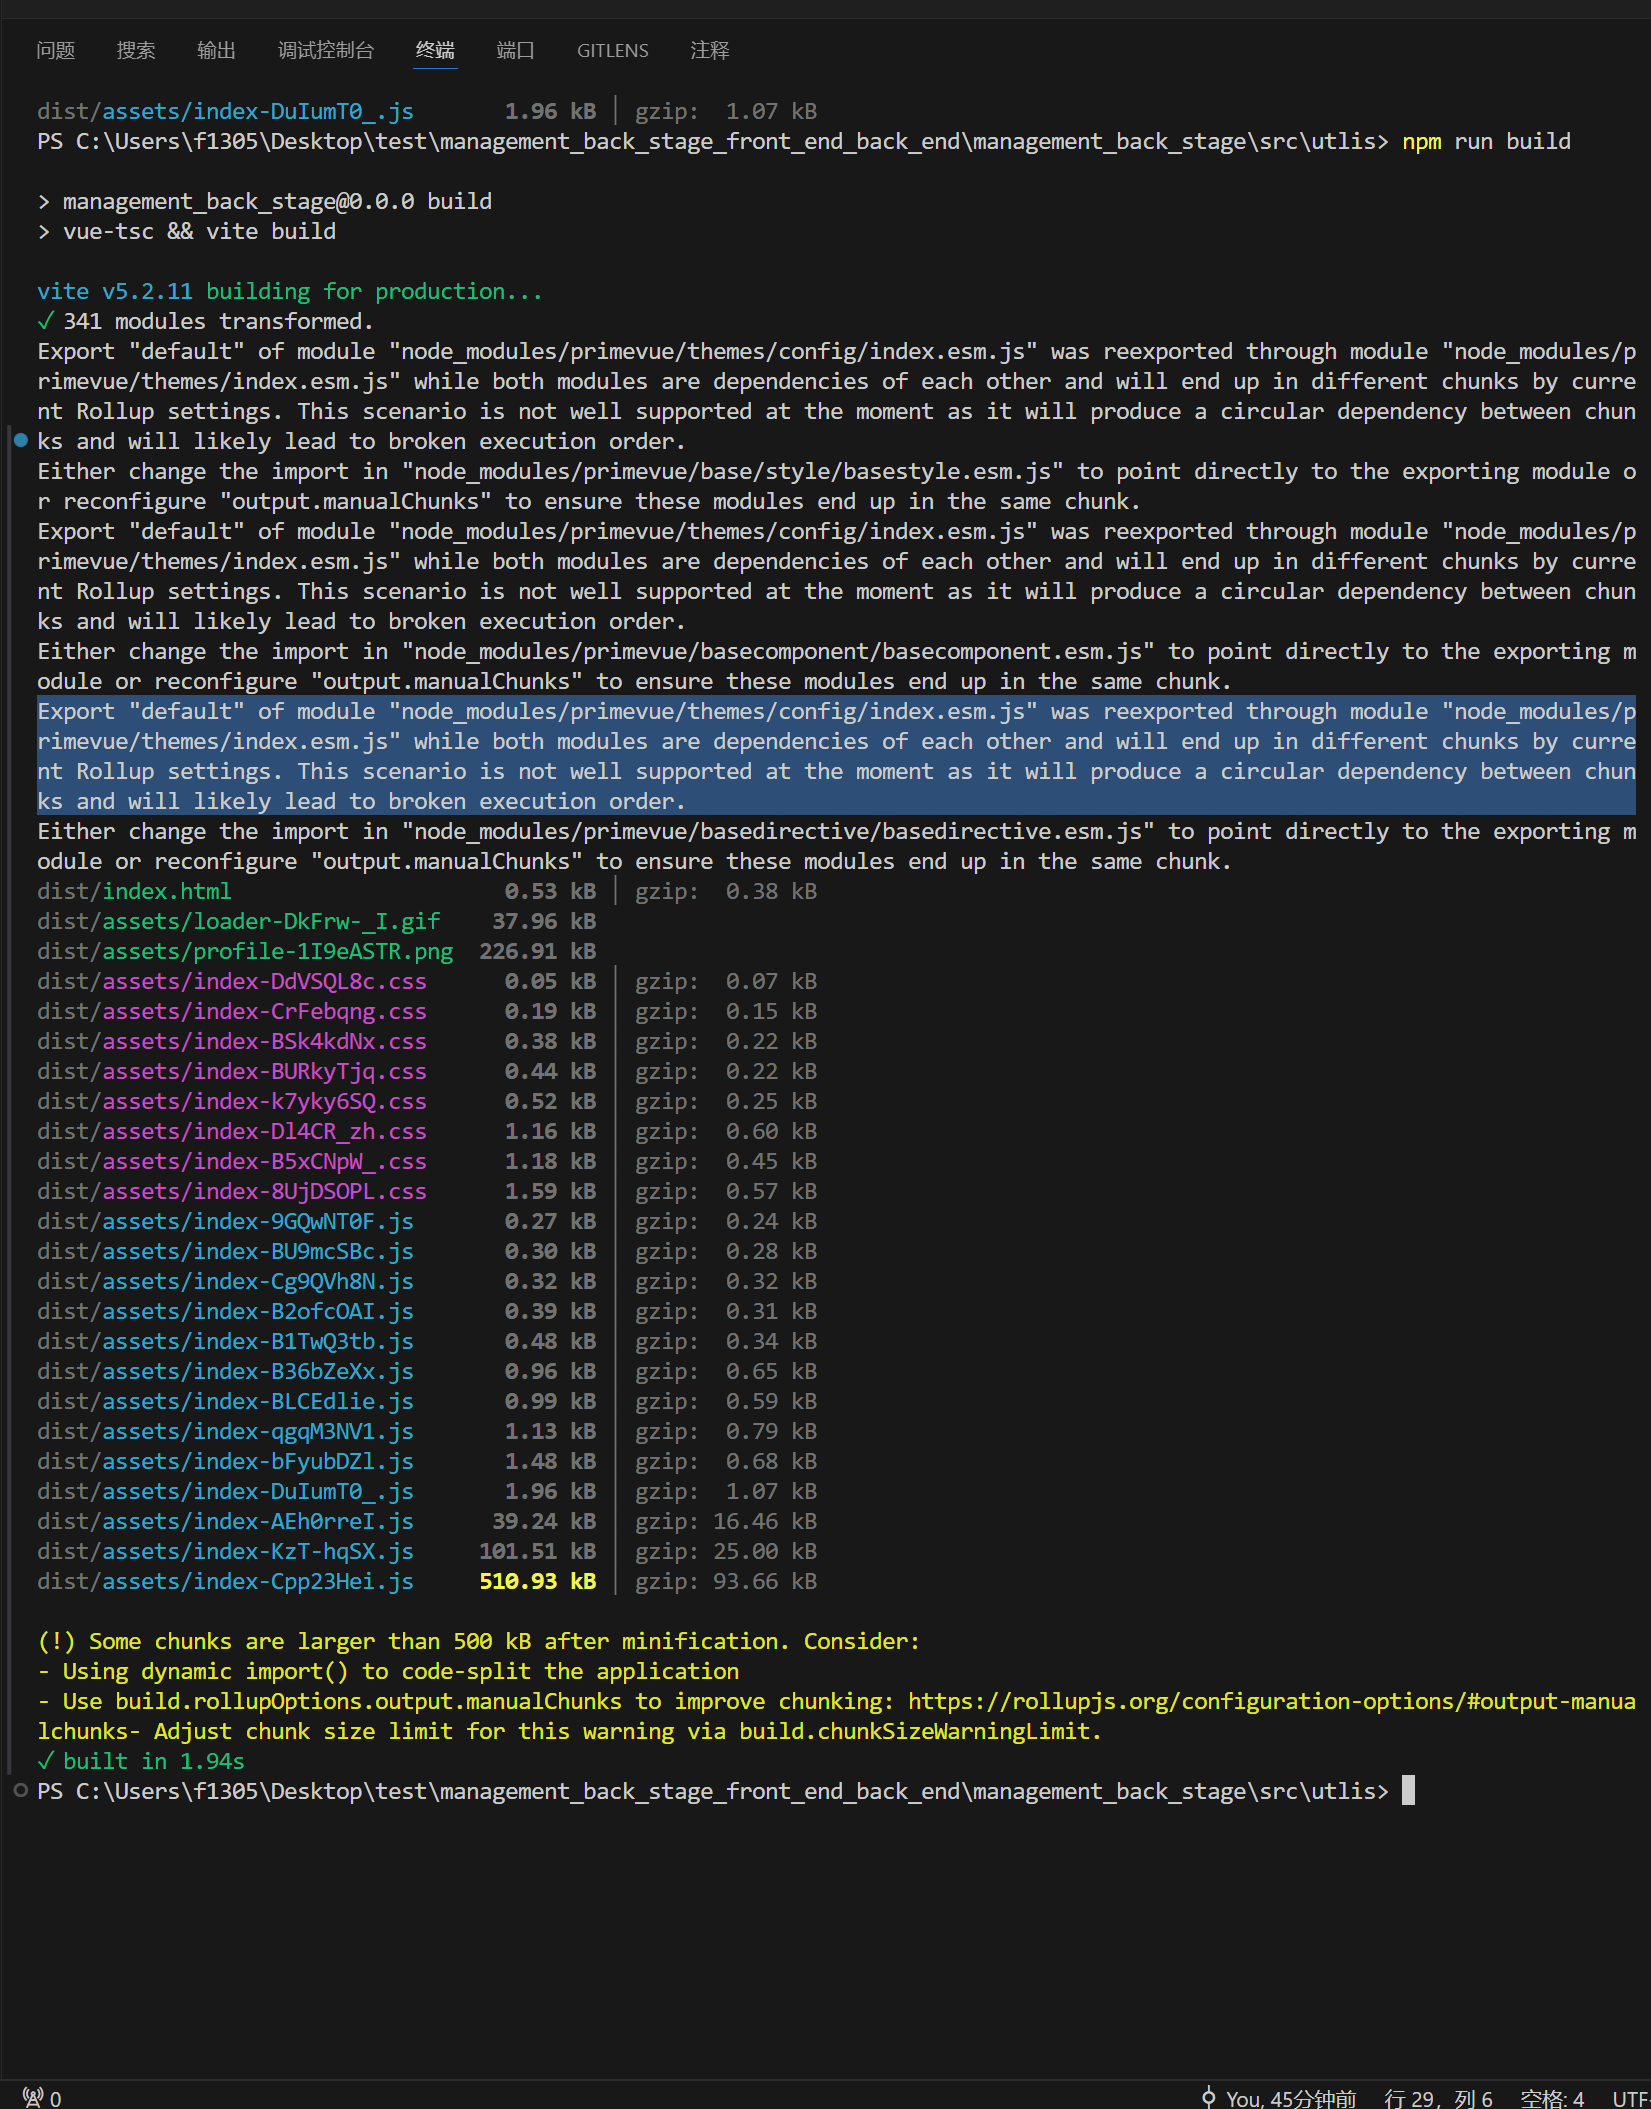 问题 搜索 输出 调试控制台 终端 端口 GITLENS 注释
dist/assets/index-DuIumT0_.js 1.96 kB │ gzip: 1.07 kB
PS C:\Users\f1305\Desktop\test\management_back_stage_front_end_back_end\management_back_stage\src\utlis> npm run build
> management_back_stage@0.0.0 build
> vue-tsc && vite build
vite v5.2.11 building for production...
✓ 341 modules transformed.
Export "default" of module "node_modules/primevue/themes/config/index.esm.js" was reexported through module "node_modules/p
rimevue/themes/index.esm.js" while both modules are dependencies of each other and will end up in different chunks by curre
nt Rollup settings. This scenario is not well supported at the moment as it will produce a circular dependency between chun
ks and will likely lead to broken execution order.
Either change the import in "node_modules/primevue/base/style/basestyle.esm.js" to point directly to the exporting module o
r reconfigure "output.manualChunks" to ensure these modules end up in the same chunk.
Export "default" of module "node_modules/primevue/themes/config/index.esm.js" was reexported through module "node_modules/p
rimevue/themes/index.esm.js" while both modules are dependencies of each other and will end up in different chunks by curre
nt Rollup settings. This scenario is not well supported at the moment as it will produce a circular dependency between chun
ks and will likely lead to broken execution order.
Either change the import in "node_modules/primevue/basecomponent/basecomponent.esm.js" to point directly to the exporting m
odule or reconfigure "output.manualChunks" to ensure these modules end up in the same chunk.
Export "default" of module "node_modules/primevue/themes/config/index.esm.js" was reexported through module "node_modules/p
rimevue/themes/index.esm.js" while both modules are dependencies of each other and will end up in different chunks by curre
nt Rollup settings. This scenario is not well supported at the moment as it will produce a circular dependency between chun
ks and will likely lead to broken execution order.
Either change the import in "node_modules/primevue/basedirective/basedirective.esm.js" to point directly to the exporting m
odule or reconfigure "output.manualChunks" to ensure these modules end up in the same chunk.
dist/index.html 0.53 kB │ gzip: 0.38 kB
dist/assets/loader-DkFrw-_I.gif 37.96 kB
dist/assets/profile-1I9eASTR.png 226.91 kB
dist/assets/index-DdVSQL8c.css 0.05 kB │ gzip: 0.07 kB
dist/assets/index-CrFebqng.css 0.19 kB │ gzip: 0.15 kB
dist/assets/index-BSk4kdNx.css 0.38 kB │ gzip: 0.22 kB
dist/assets/index-BURkyTjq.css 0.44 kB │ gzip: 0.22 kB
dist/assets/index-k7yky6SQ.css 0.52 kB │ gzip: 0.25 kB
dist/assets/index-Dl4CR_zh.css 1.16 kB │ gzip: 0.60 kB
dist/assets/index-B5xCNpW_.css 1.18 kB │ gzip: 0.45 kB
dist/assets/index-8UjDSOPL.css 1.59 kB │ gzip: 0.57 kB
dist/assets/index-9GQwNT0F.js 0.27 kB │ gzip: 0.24 kB
dist/assets/index-BU9mcSBc.js 0.30 kB │ gzip: 0.28 kB
dist/assets/index-Cg9QVh8N.js 0.32 kB │ gzip: 0.32 kB
dist/assets/index-B2ofcOAI.js 0.39 kB │ gzip: 0.31 kB
dist/assets/index-B1TwQ3tb.js 0.48 kB │ gzip: 0.34 kB
dist/assets/index-B36bZeXx.js 0.96 kB │ gzip: 0.65 kB
dist/assets/index-BLCEdlie.js 0.99 kB │ gzip: 0.59 kB
dist/assets/index-qgqM3NV1.js 1.13 kB │ gzip: 0.79 kB
dist/assets/index-bFyubDZl.js 1.48 kB │ gzip: 0.68 kB
dist/assets/index-DuIumT0_.js 1.96 kB │ gzip: 1.07 kB
dist/assets/index-AEh0rreI.js 39.24 kB │ gzip: 16.46 kB
dist/assets/index-KzT-hqSX.js 101.51 kB │ gzip: 25.00 kB
dist/assets/index-Cpp23Hei.js 510.93 kB │ gzip: 93.66 kB
(!) Some chunks are larger than 500 kB after minification. Consider:
- Using dynamic import() to code-split the application
- Use build.rollupOptions.output.manualChunks to improve chunking: https://rollupjs.org/configuration-options/#output-manua
lchunks- Adjust chunk size limit for this warning via build.chunkSizeWarningLimit.
✓ built in 1.94s
PS C:\Users\f1305\Desktop\test\management_back_stage_front_end_back_end\management_back_stage\src\utlis>
0 You, 45分钟前 行 29，列 6 空格: 4 UTF-